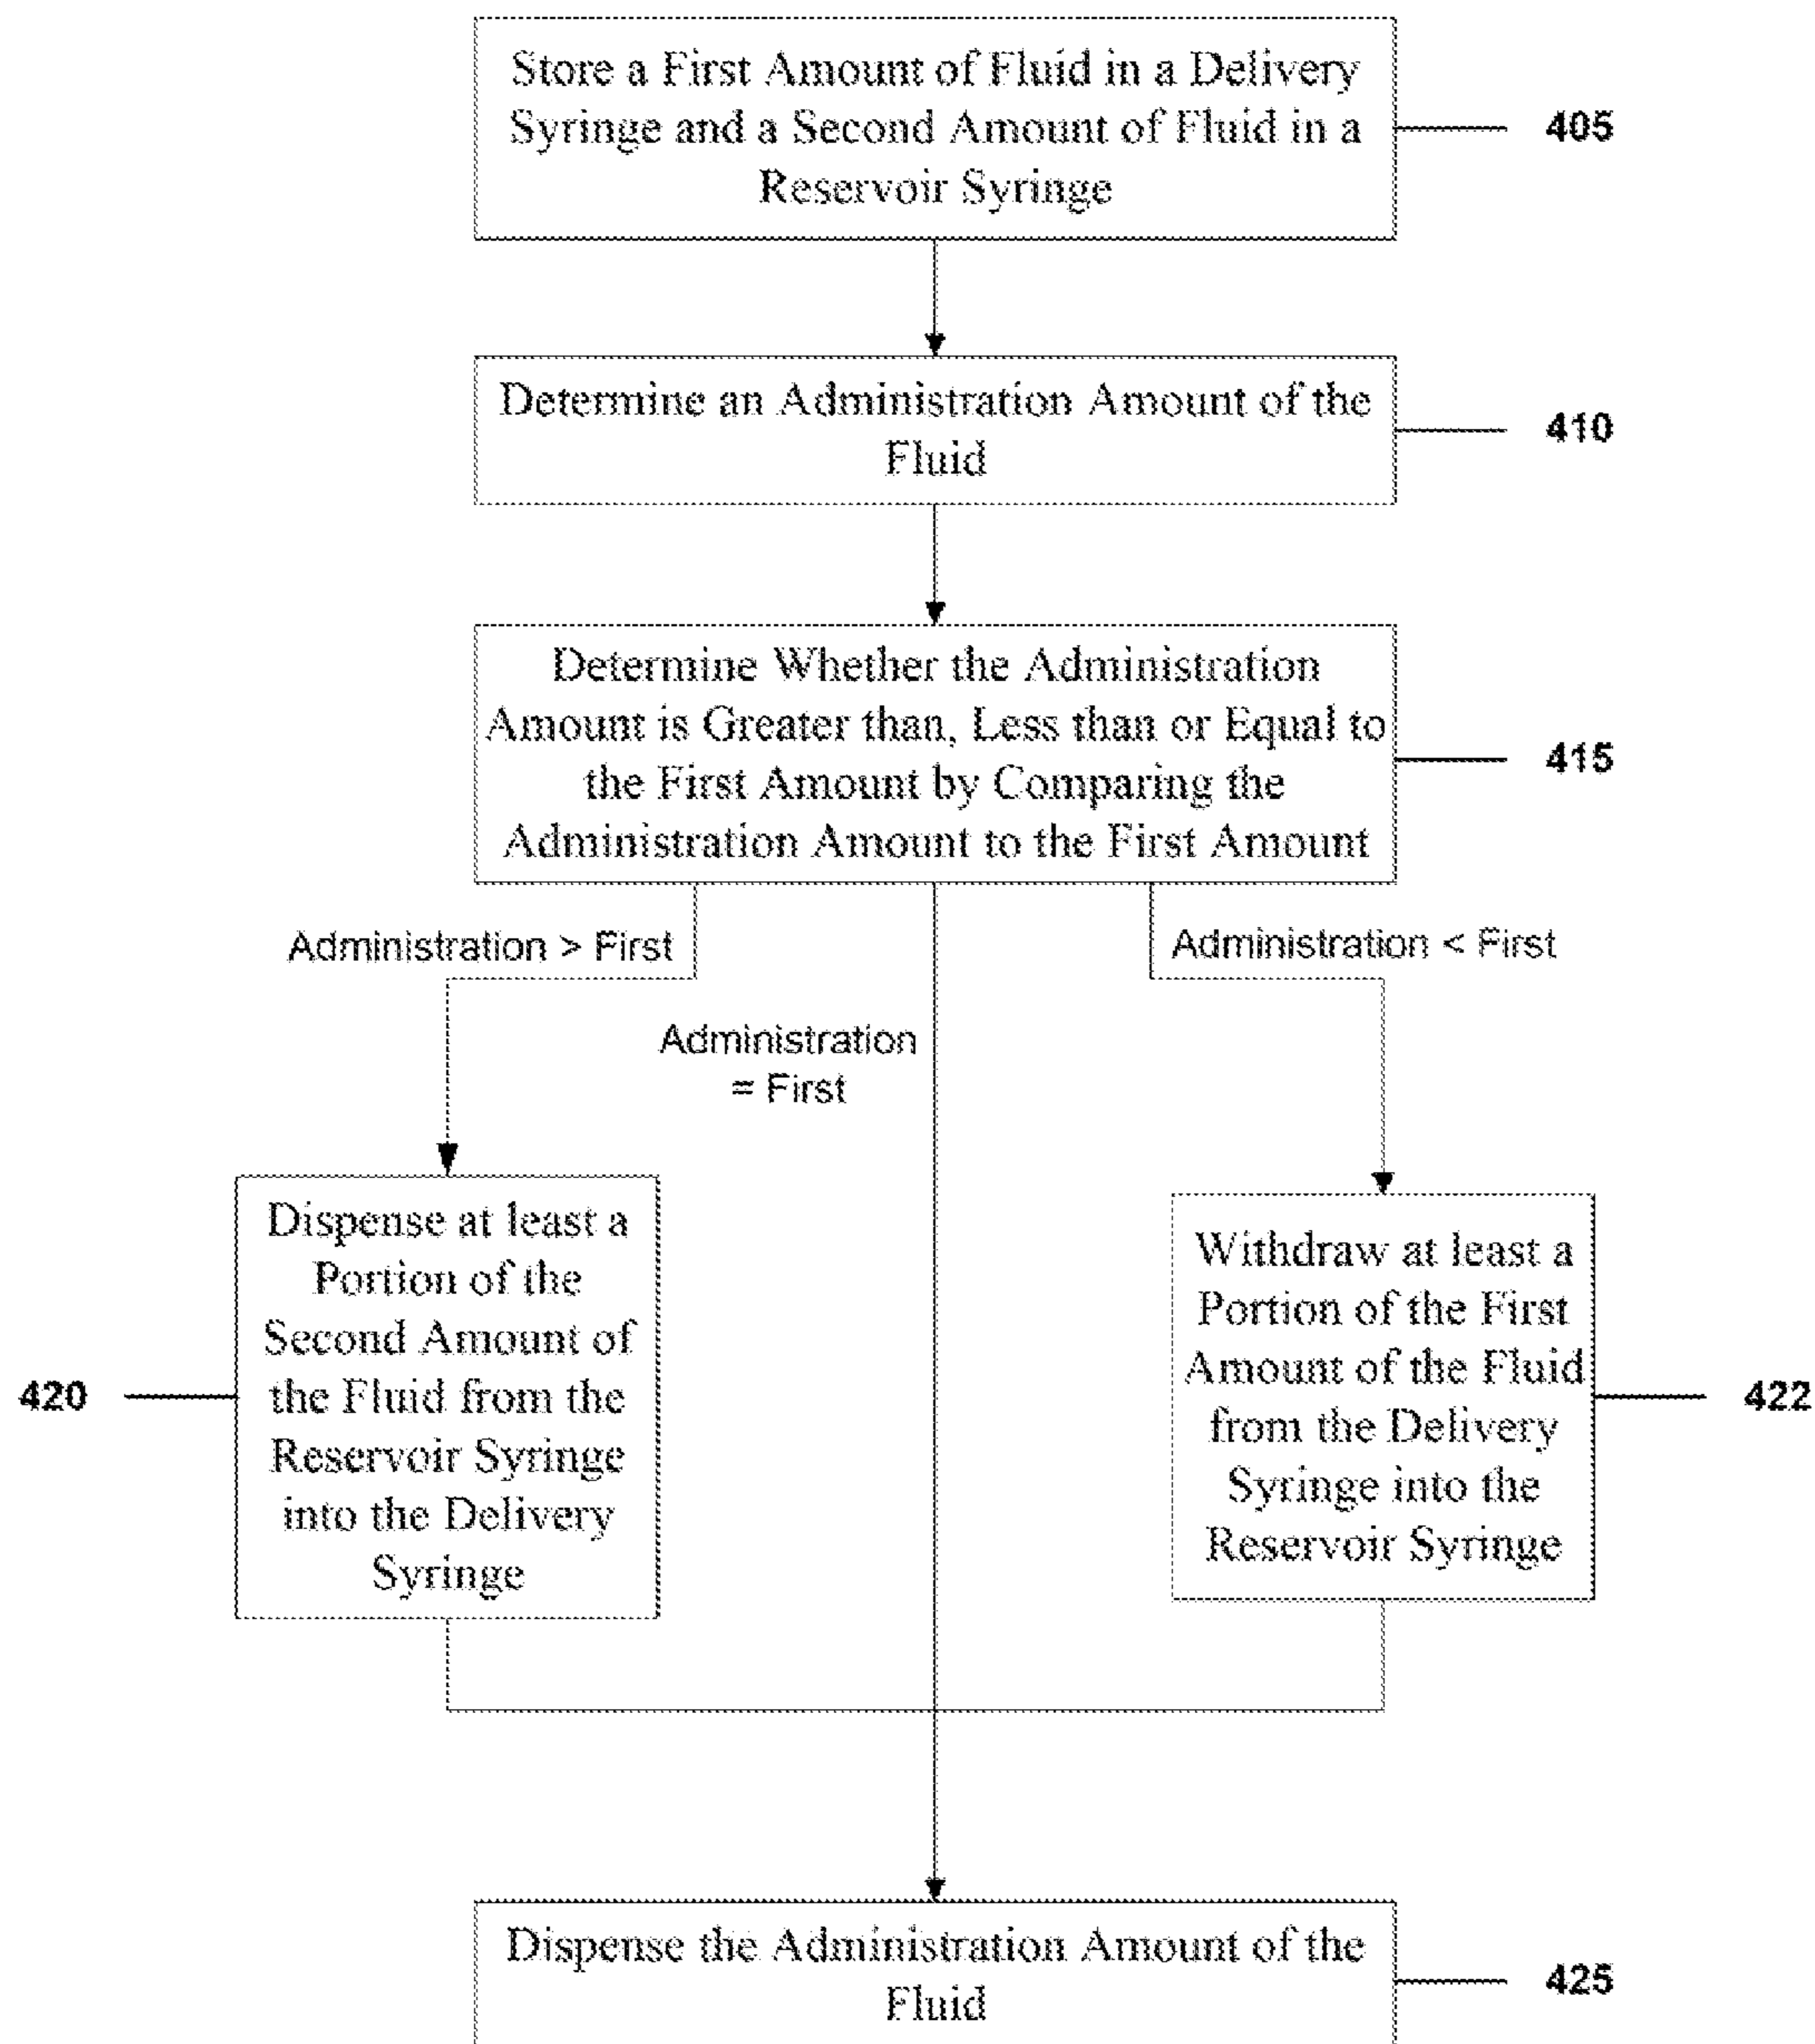 Store a First Amount of Fluid in a Delivery
Syringe and a Second Amount of Fluid in a
Reservoir Syringe
405
Determine an Administration Amount of the
Fluid
410
Determine Whether the Administration
Amount is Greater than, Less than or Equal to
the First Amount by Comparing the
Administration Amount to the First Amount
415
Administration > First
Administration
= First
Administration < First
Dispense at least a
Portion of the
Second Amount of
the Fluid from the
Reservoir Syringe
into the Delivery
Syringe
420
Withdraw at least a
Portion of the First
Amount of the Fluid
from the Delivery
Syringe into the
Reservoir Syringe
422
Dispense the Administration Amount of the
Fluid
425